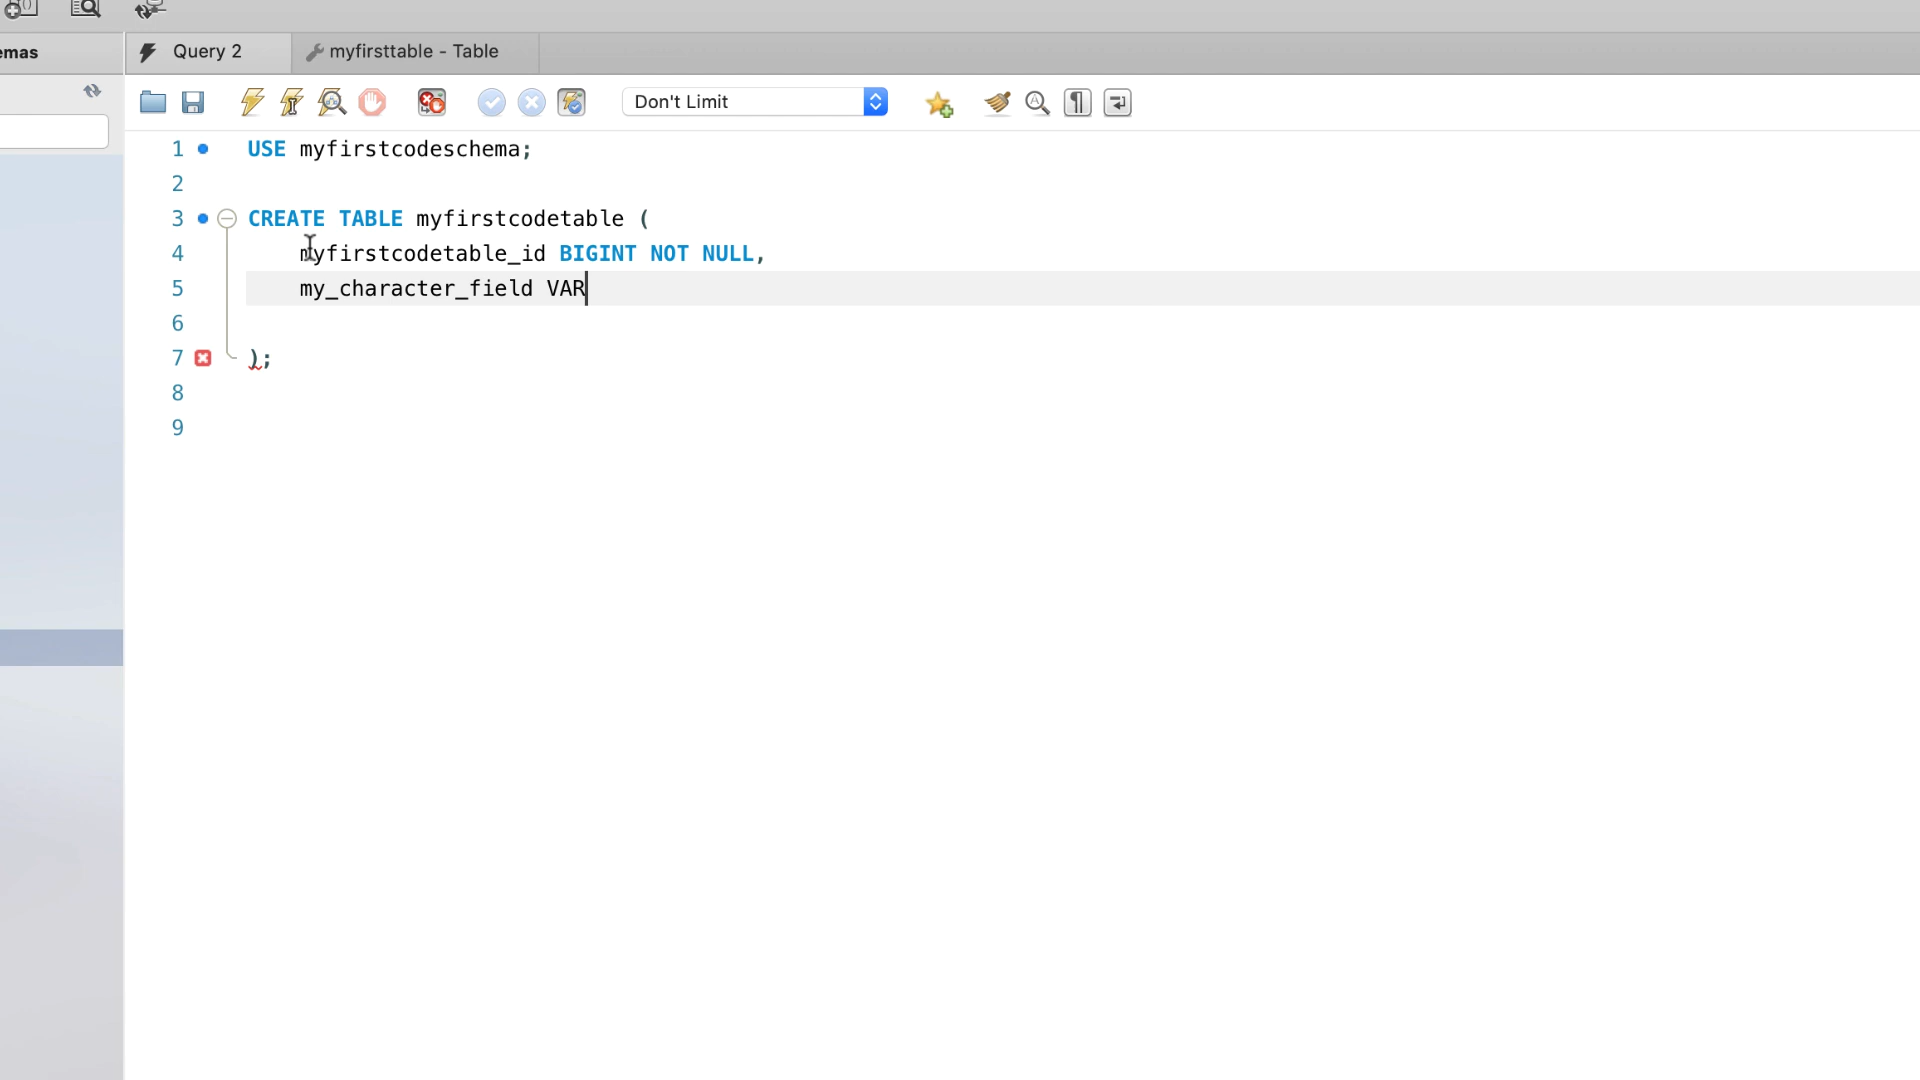 emas
Query 2
myfirsttable - Table
Don't Limit
1 USE myfirstcodeschema;
2
3 CREATE TABLE myfirstcodetable (
4 myfirstcodetable_id BIGINT NOT NULL,
5 my_character_field VAR
6
7 );
8
9